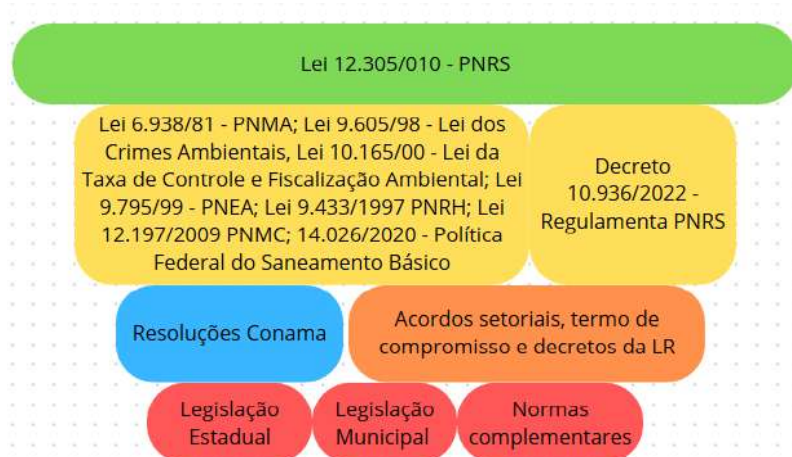 Lei 12.305/010 - PNRS
Lei 6.938/81 - PNMA; Lei 9.605/98 - Lei dos
Crimes Ambientais, Lei 10.165/00 - Lei da
Taxa de Controle e Fiscalização Ambiental; Lei
9.795/99 - PNEA; Lei 9.433/1997 PNRH; Lei
12.197/2009 PNMC; 14.026/2020 - Política
Federal do Saneamento Básico
Decreto
10.936/2022 -
Regulamenta PNRS
Resoluções Conama
Acordos setoriais, termo de
compromisso e decretos da LR
Legislação
Estadual
Legislação
Municipal
Normas
complementares